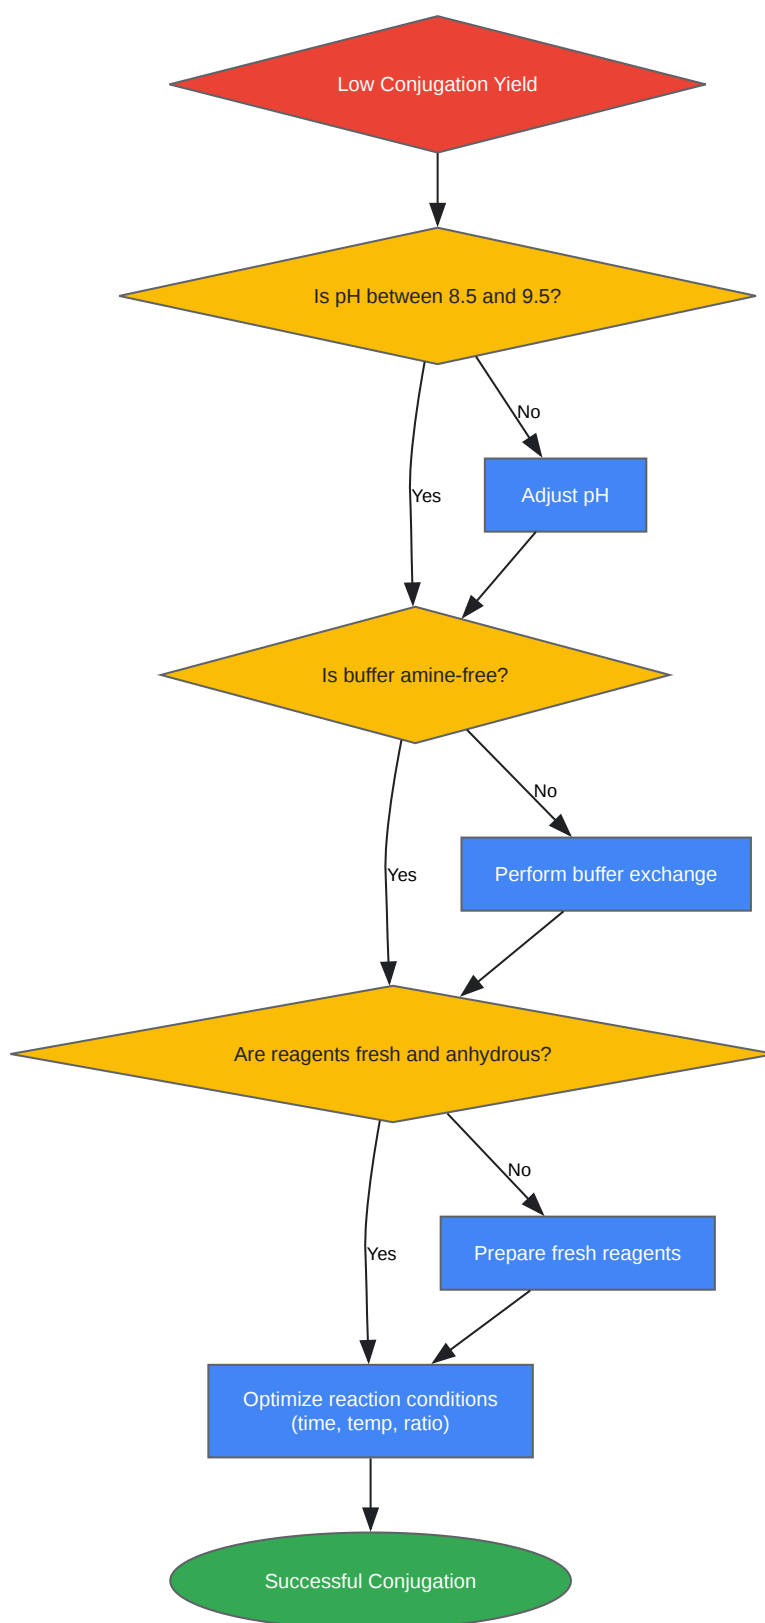 Low Conjugation Yield
Is pH between 8.5 and 9.5?
No
Yes
Adjust pH
Is buffer amine-free?
No
Yes
Perform buffer exchange
Are reagents fresh and anhydrous?
No
Yes
Prepare fresh reagents
Optimize reaction conditions
(time, temp, ratio)
Successful Conjugation